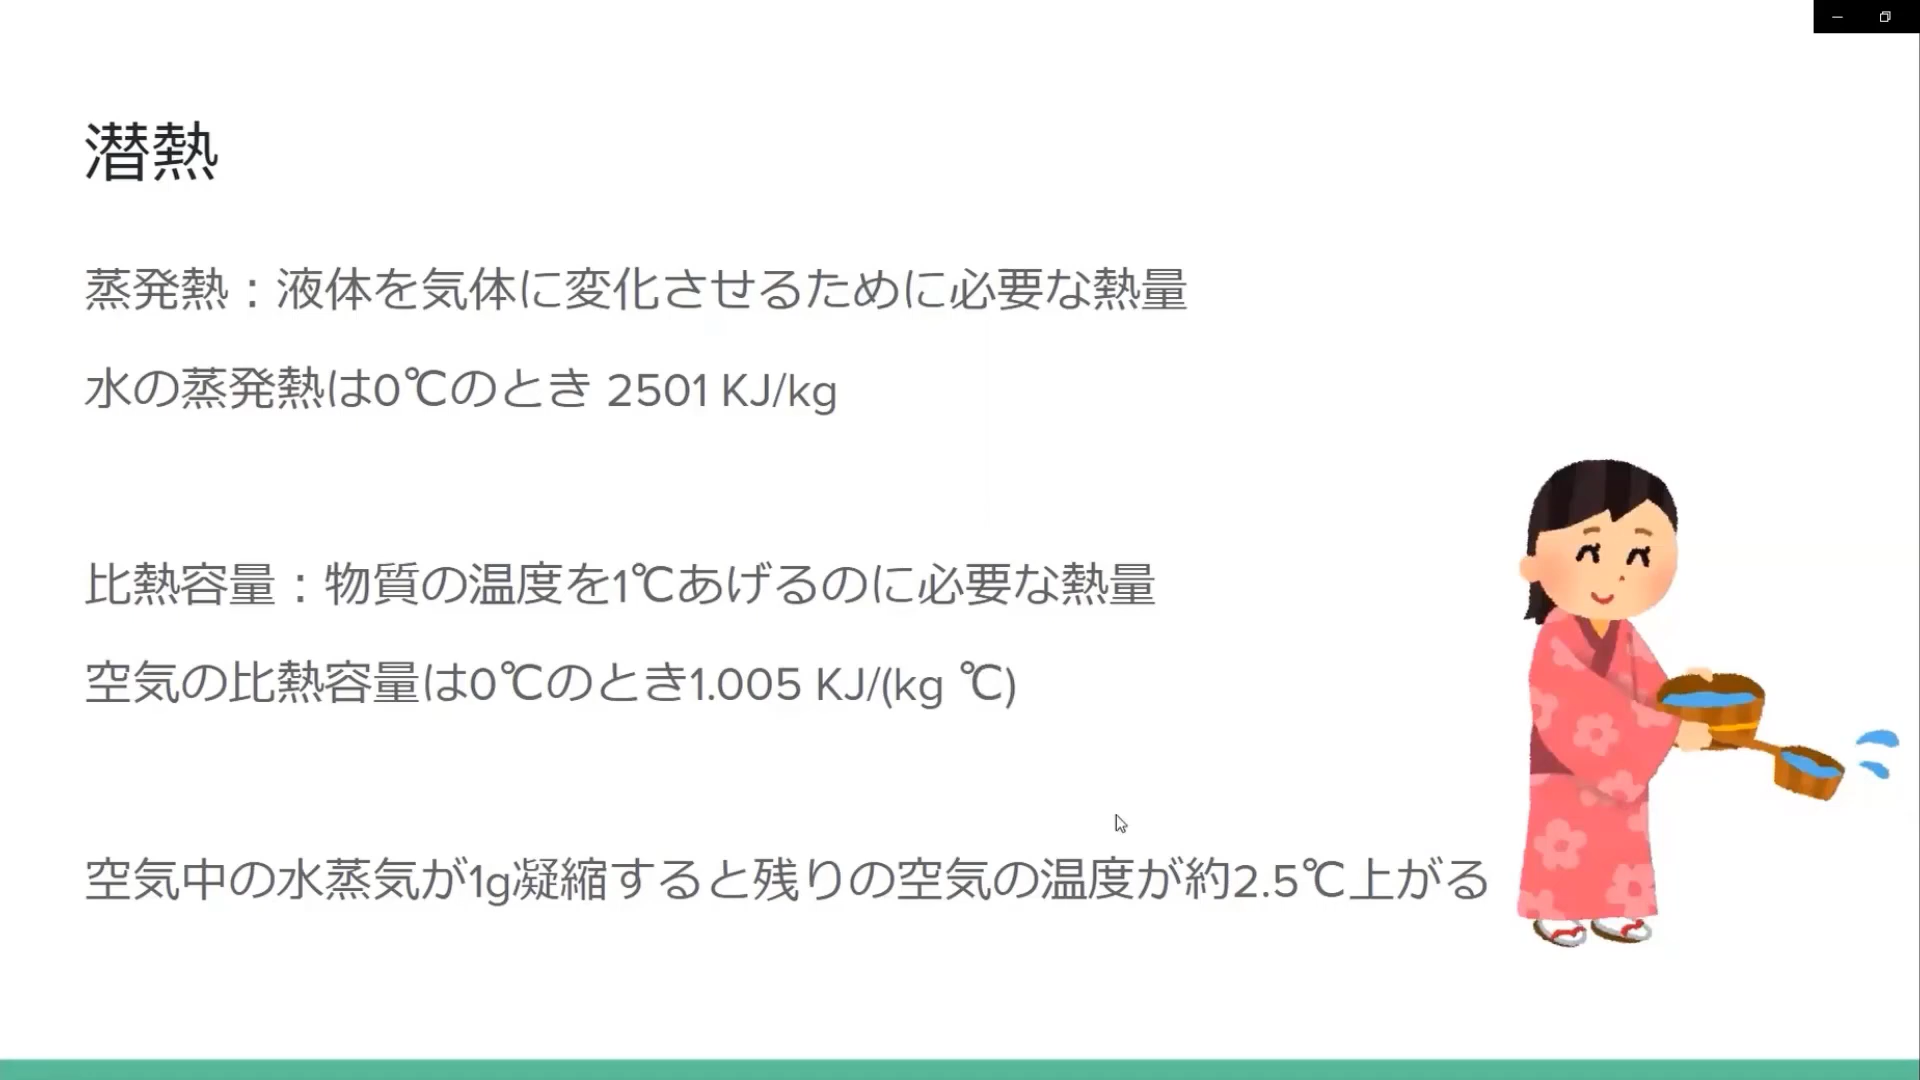 潜熱
蒸発熱：液体を気体に変化させるために必要な熱量
水の蒸発熱は0℃のとき 2501 KJ/kg
比熱容量：物質の温度を1℃あげるのに必要な熱量
空気の比熱容量は0℃のとき1.005 KJ/(kg ℃)
空気中の水蒸気が1g凝縮すると残りの空気の温度が約2.5℃上がる